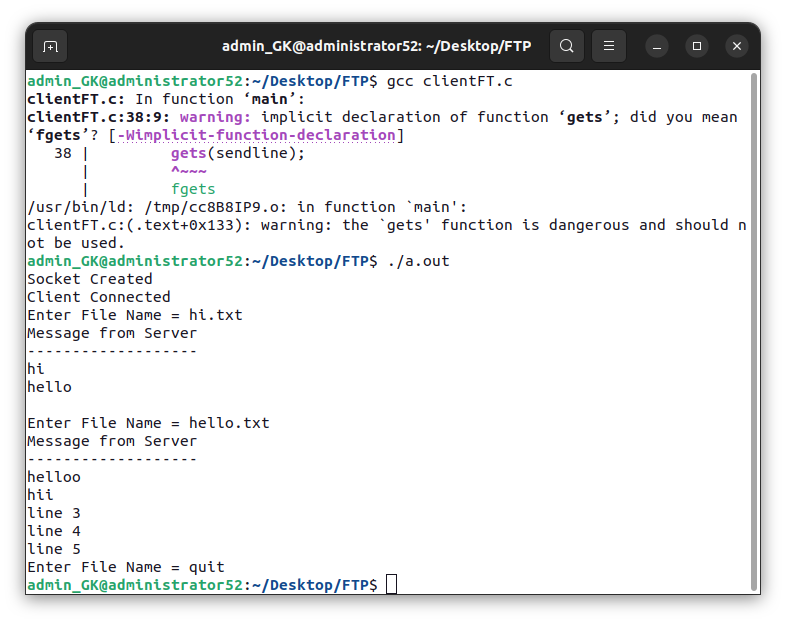 admin_GK@administrator52: ~/Desktop/FTP
admin_GK@administrator52:~/Desktop/FTP$ gcc clientFT.c
clientFT.c: In function ‘main’:
clientFT.c:38:9: warning: implicit declaration of function ‘gets’; did you mean
‘fgets’? [-Wimplicit-function-declaration]
   38 |         gets(sendline);
      |         ^~~~
      |         fgets
/usr/bin/ld: /tmp/cc8B8IP9.o: in function `main':
clientFT.c:(.text+0x133): warning: the `gets' function is dangerous and should n
ot be used.
admin_GK@administrator52:~/Desktop/FTP$ ./a.out
Socket Created
Client Connected
Enter File Name = hi.txt
Message from Server
-------------------
hi
hello

Enter File Name = hello.txt
Message from Server
-------------------
helloo
hii
line 3
line 4
line 5
Enter File Name = quit
admin_GK@administrator52:~/Desktop/FTP$